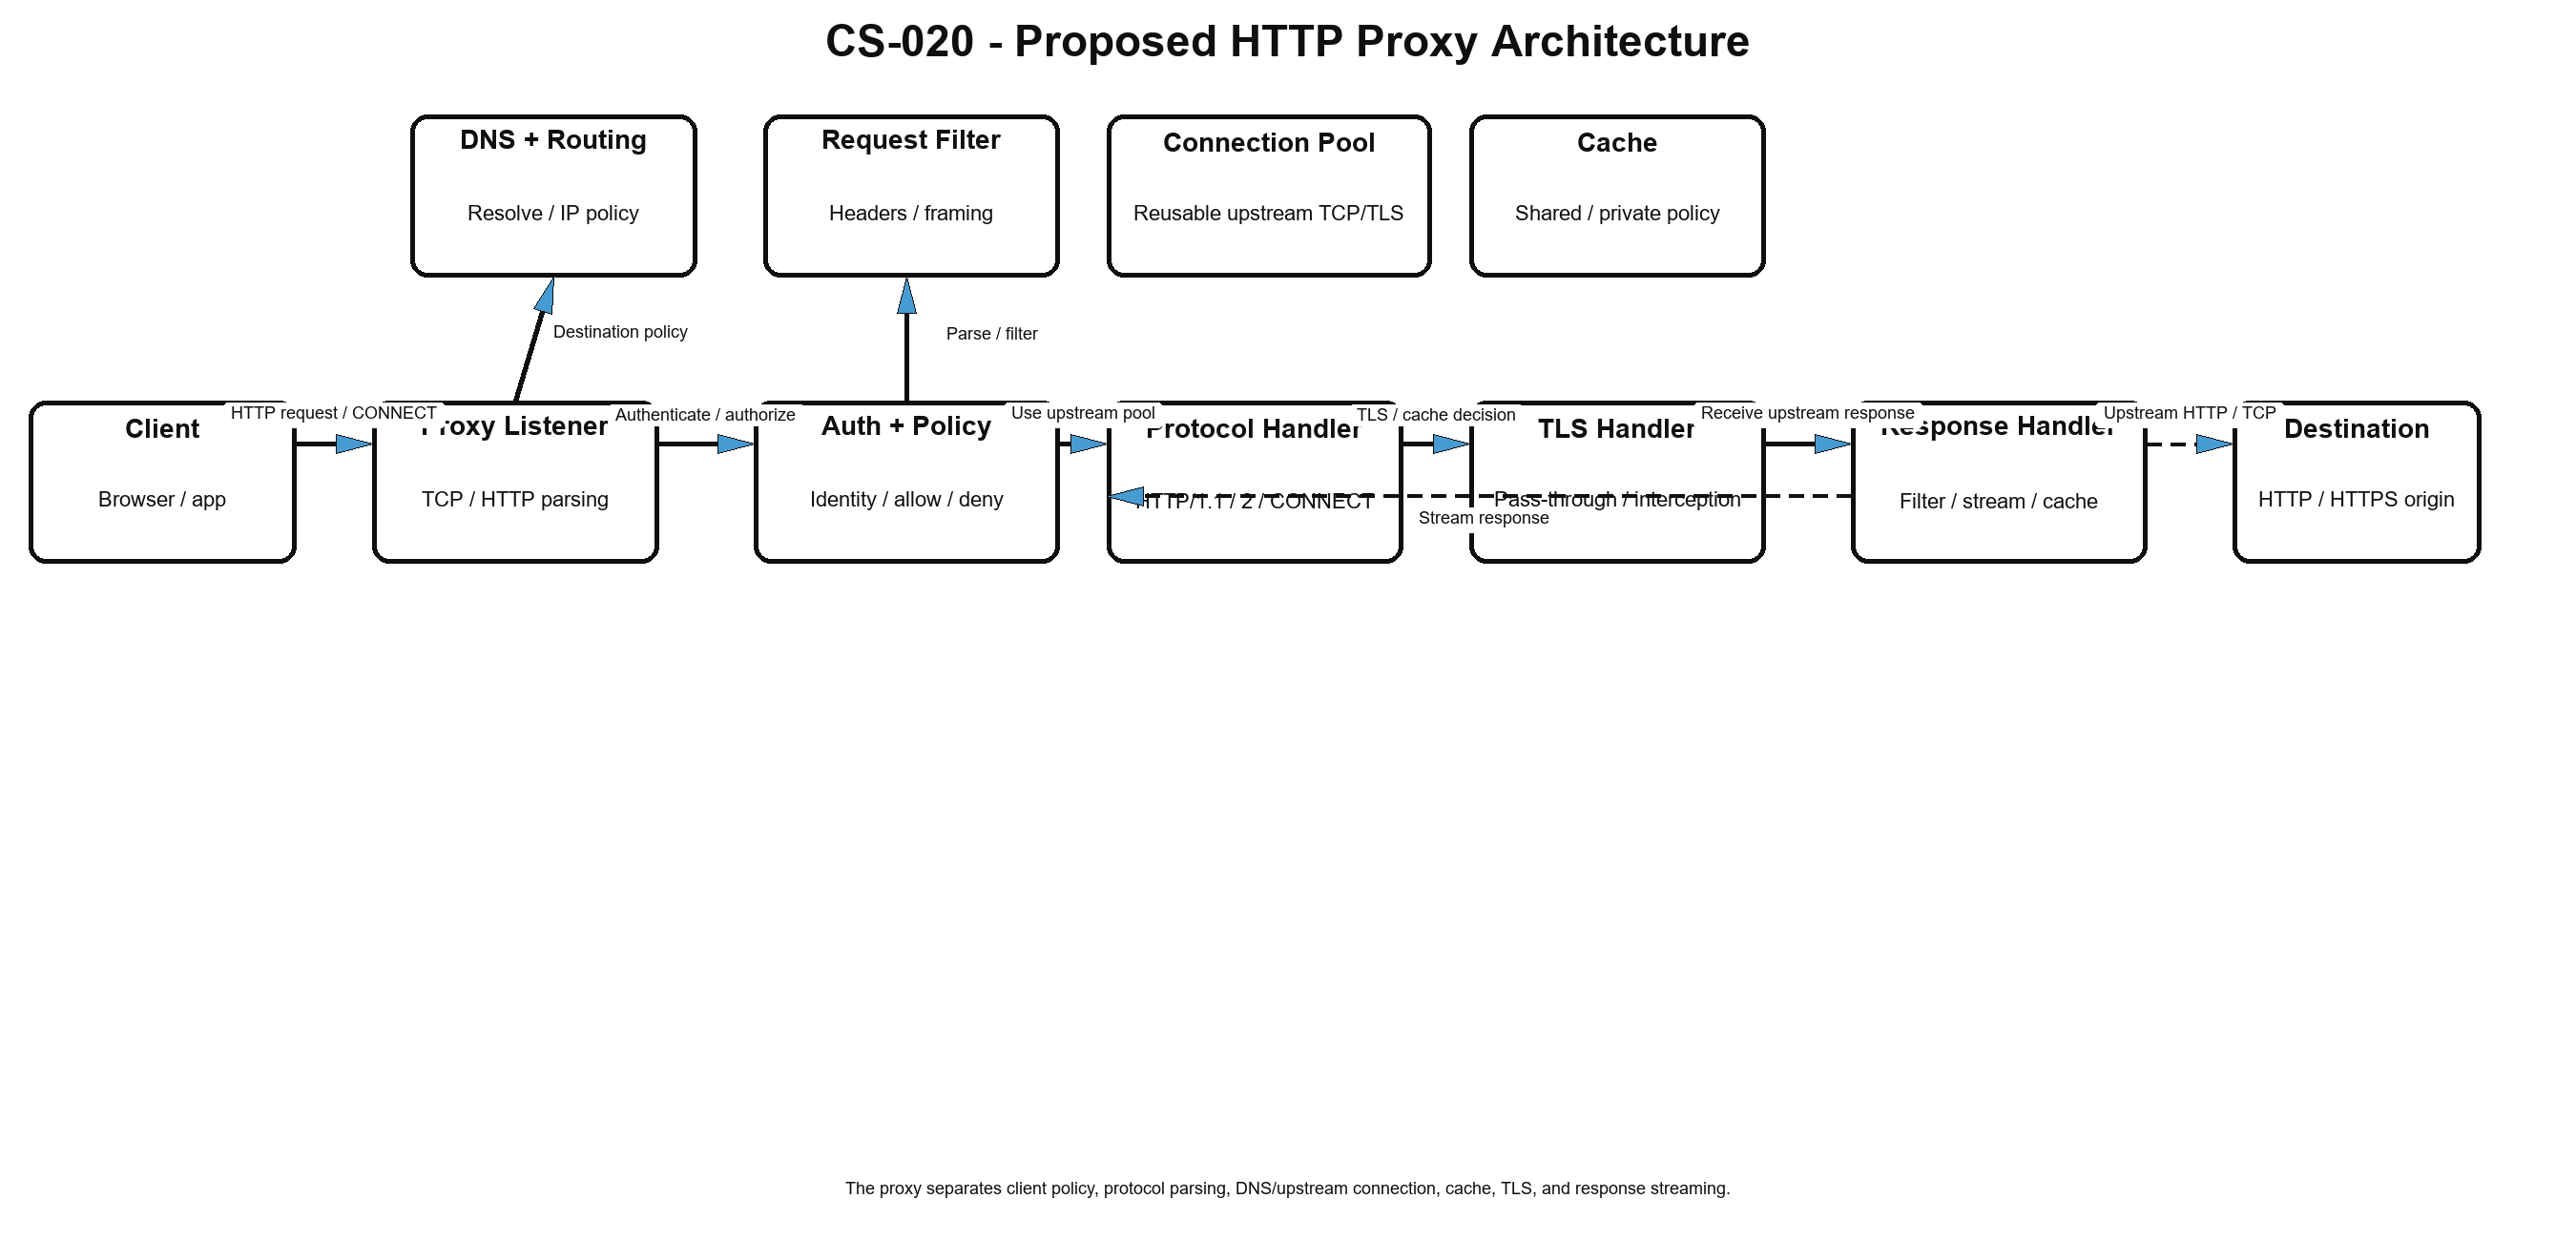 CS-020 - Proposed HTTP Proxy Architecture
DNS + Routing
Resolve / IP policy
Request Filter
Headers / framing
Connection Pool
Reusable upstream TCP/TLS
Cache
Shared / private policy
Destination policy
Parse / filter
Client
Browser / app
HTTP request / CONNECT
Proxy Listener
TCP / HTTP parsing
Authenticate / authorize
Auth + Policy
Identity / allow / deny
Use upstream pool
Protocol Handler
HTTP/1.1 / 2 / CONNECT
TLS / cache decision
TLS Handler
Pass-through / interception
Stream response
Receive upstream response
Response Handler
Filter / stream / cache
Upstream HTTP / TCP
Destination
HTTP / HTTPS origin
The proxy separates client policy, protocol parsing, DNS/upstream connection, cache, TLS, and response streaming.